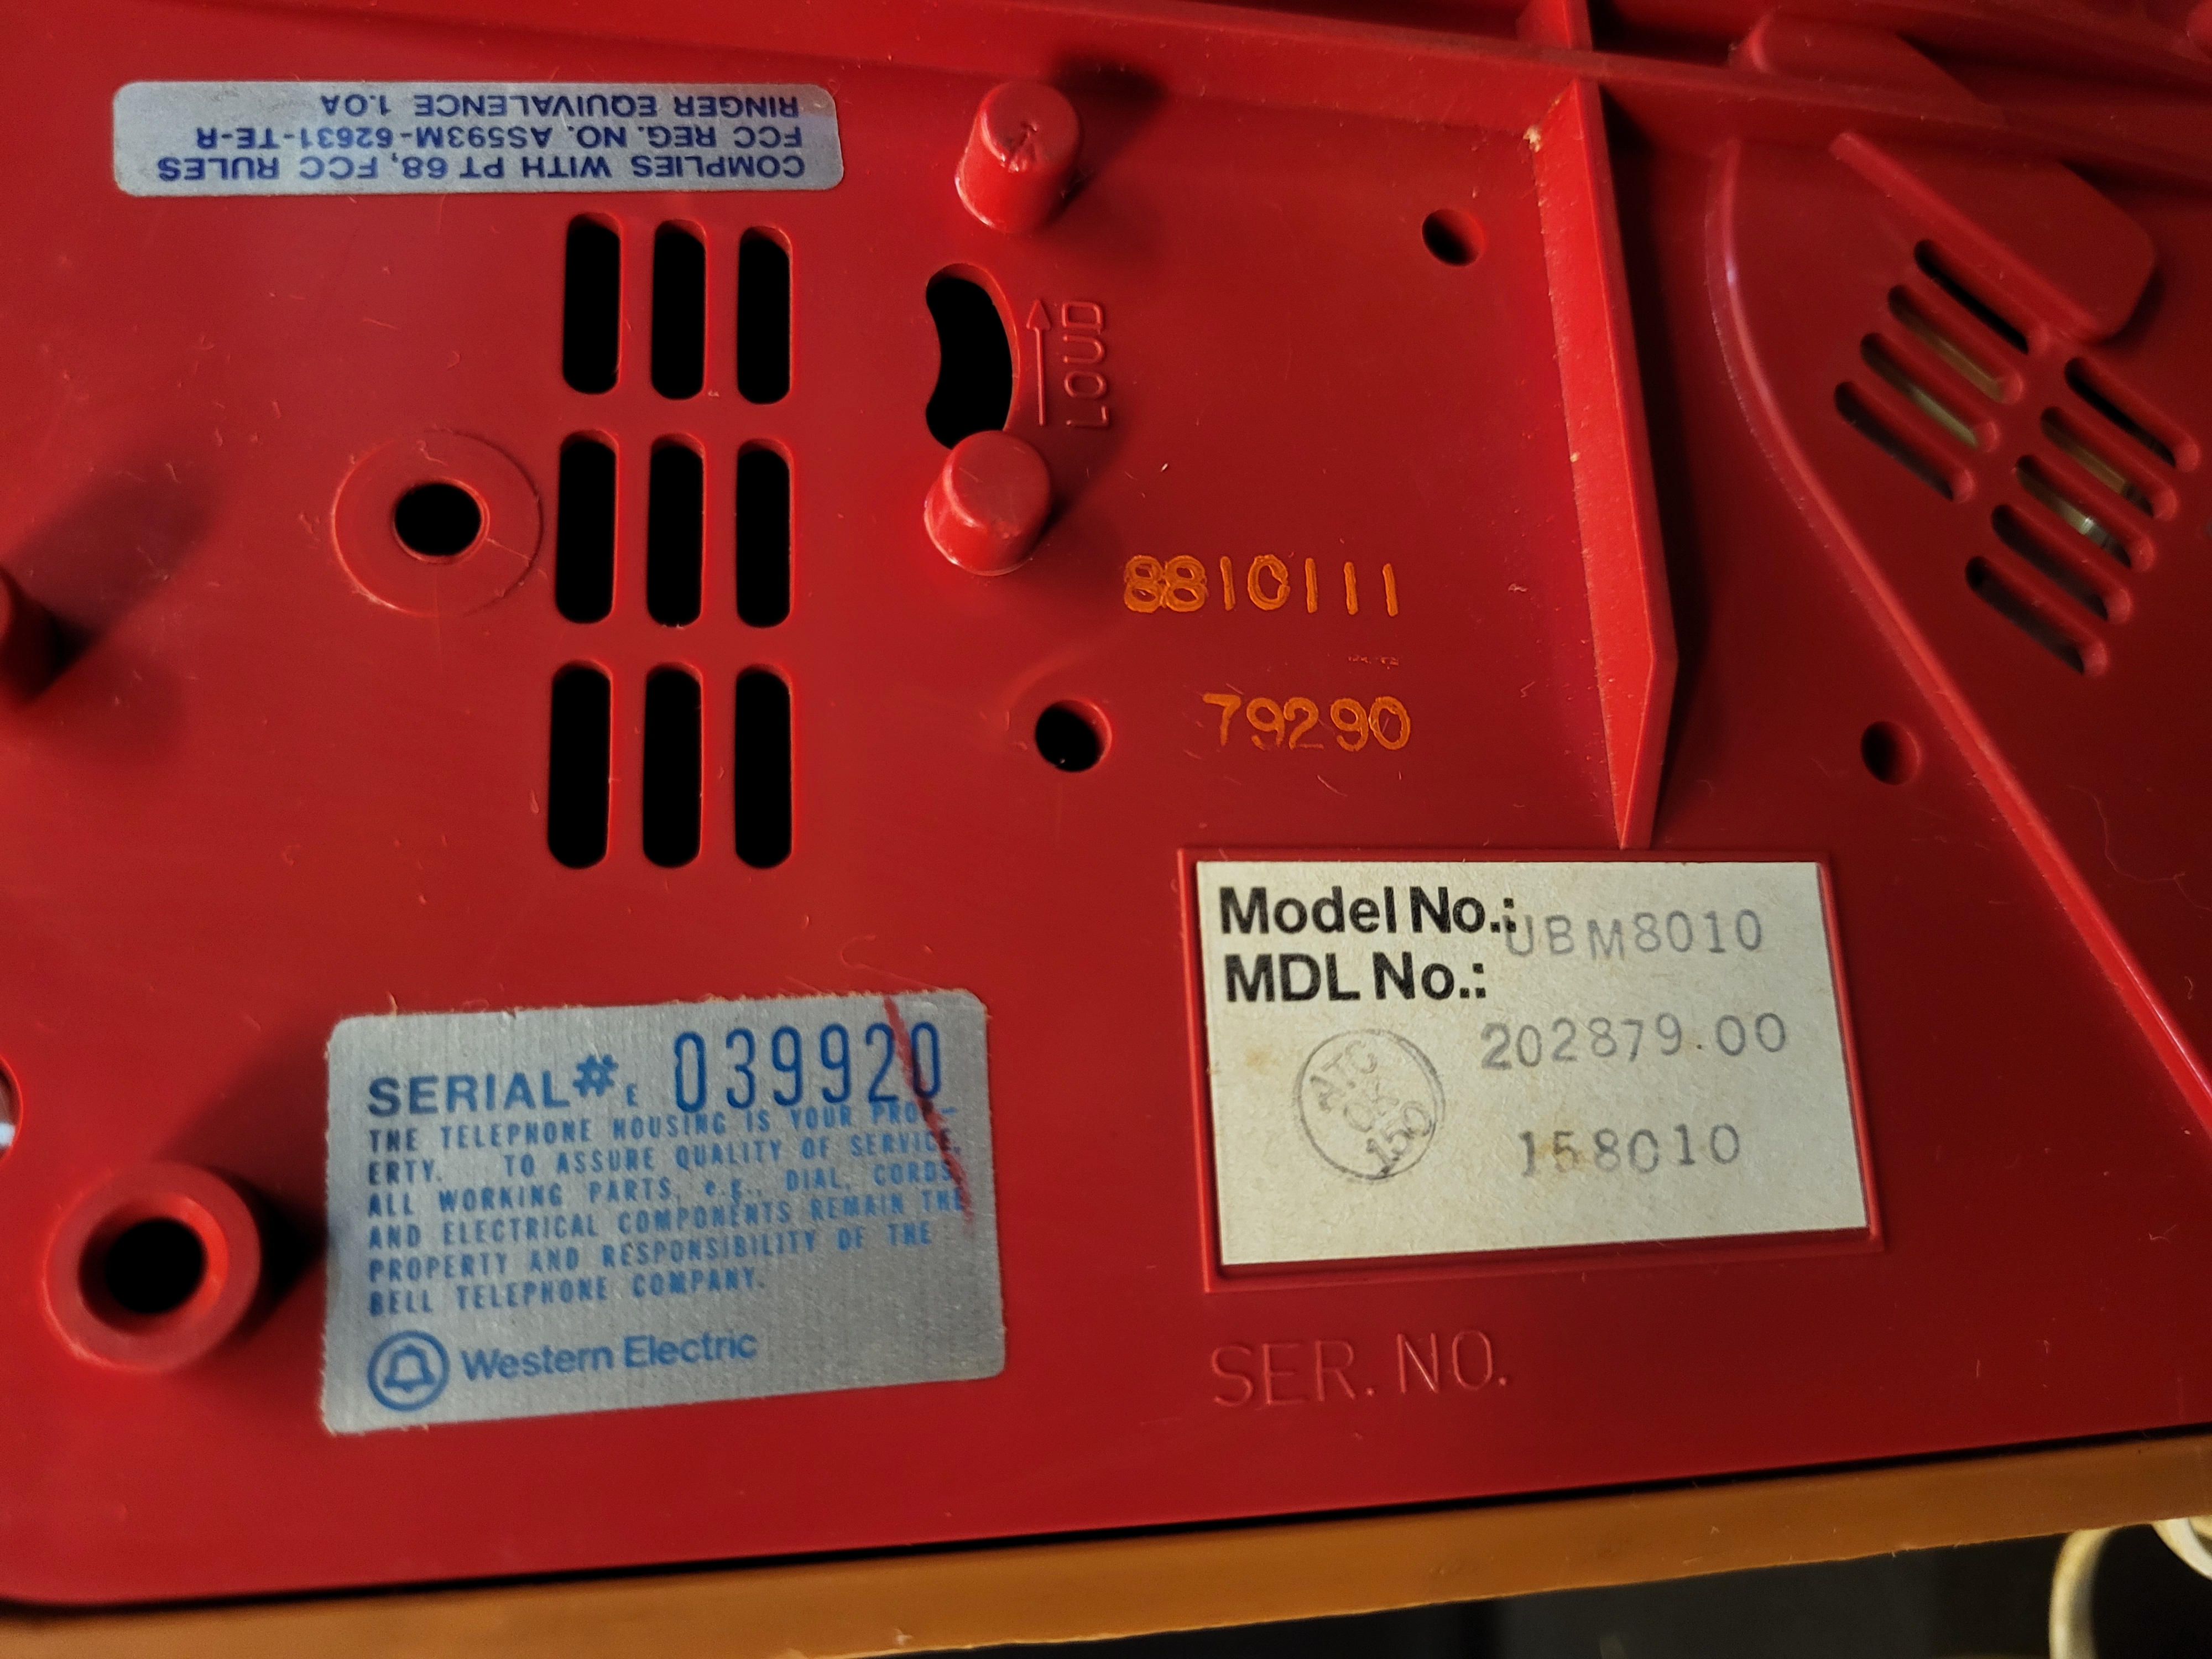 COMPLIES WITH PT 68, FCC RULES
FCC REG. NO. AS593M-62631-TE-R
RINGER EQUIVALENCE 1.0A
LOUD
8810111
79290
Model No.: UBM8010
MDL No.:
202879.00
ATC
OK
150
158010
SERIAL# E 039920
THE TELEPHONE HOUSING IS YOUR PROP-
ERTY. TO ASSURE QUALITY OF SERVICE,
ALL WORKING PARTS, e.g., DIAL, CORDS
AND ELECTRICAL COMPONENTS REMAIN THE
PROPERTY AND RESPONSIBILITY OF THE
BELL TELEPHONE COMPANY.
Western Electric
SER. NO.